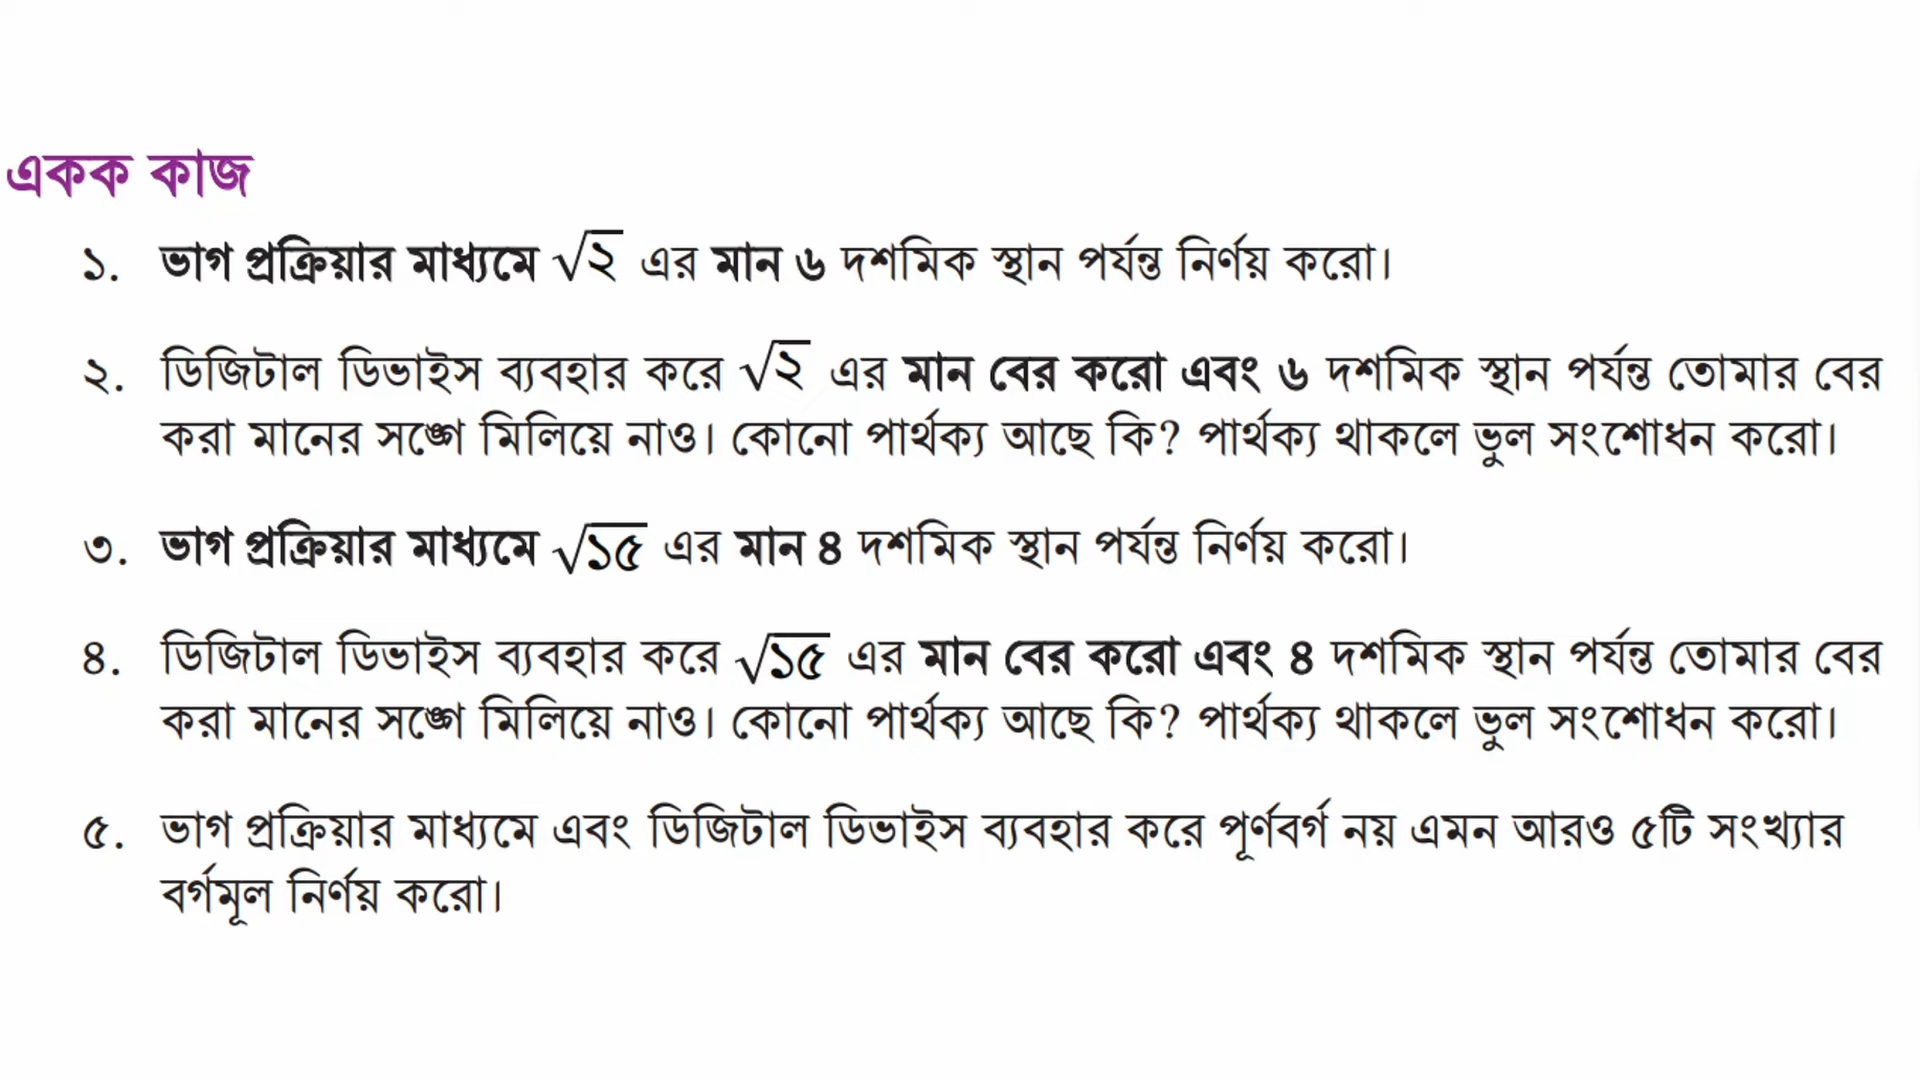 একক কাজ
১. ভাগ প্রক্রিয়ার মাধ্যমে √২ এর মান ৬ দশমিক স্থান পর্যন্ত নির্ণয় করো।
২. ডিজিটাল ডিভাইস ব্যবহার করে √২ এর মান বের করো এবং ৬ দশমিক স্থান পর্যন্ত তোমার বের
করা মানের সঙ্গে মিলিয়ে নাও। কোনো পার্থক্য আছে কি? পার্থক্য থাকলে ভুল সংশোধন করো।
৩. ভাগ প্রক্রিয়ার মাধ্যমে √১৫ এর মান ৪ দশমিক স্থান পর্যন্ত নির্ণয় করো।
৪. ডিজিটাল ডিভাইস ব্যবহার করে √১৫ এর মান বের করো এবং ৪ দশমিক স্থান পর্যন্ত তোমার বের
করা মানের সঙ্গে মিলিয়ে নাও। কোনো পার্থক্য আছে কি? পার্থক্য থাকলে ভুল সংশোধন করো।
৫. ভাগ প্রক্রিয়ার মাধ্যমে এবং ডিজিটাল ডিভাইস ব্যবহার করে পূর্ণবর্গ নয় এমন আরও ৫টি সংখ্যার
বর্গমূল নির্ণয় করো।